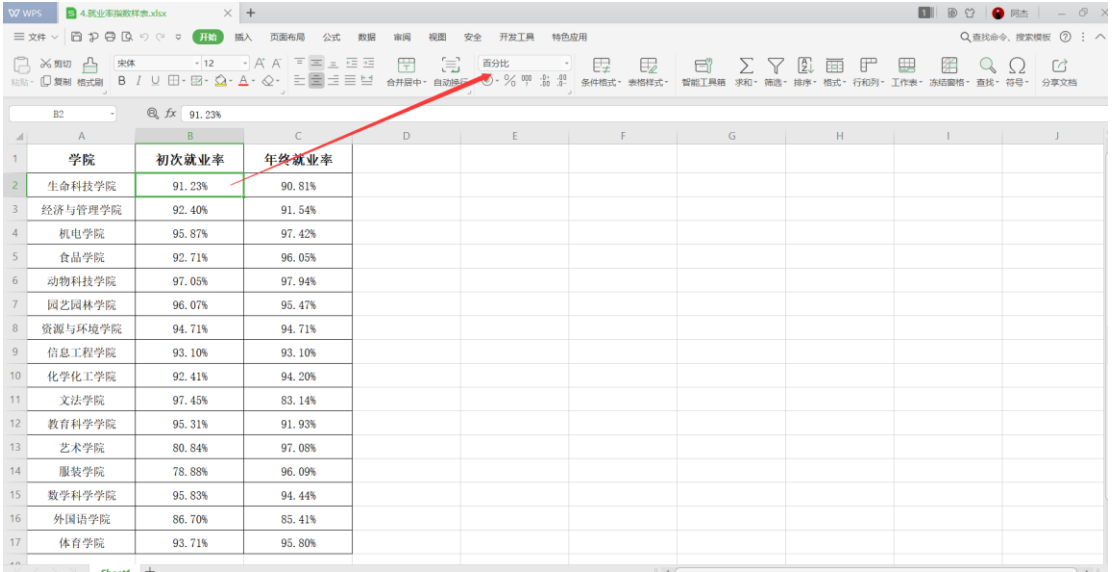 WPS 4.就业率指数样表.xlsx × + 1 阿杰
文件 开始 插入 页面布局 公式 数据 审阅 视图 安全 开发工具 特色应用 查找命令、搜索模板
剪切 宋体 12 A A 百分比
粘贴 复制 格式刷 B I U A 合并居中 自动换行 条件格式 表格样式 智能工具箱 求和 筛选 排序 格式 行和列 工作表 冻结窗格 查找 符号 分享文档
B2 fx 91.23%
A B C D E F G H I J
1 学院 初次就业率 年终就业率
2 生命科技学院 91.23% 90.81%
3 经济与管理学院 92.40% 91.54%
4 机电学院 95.87% 97.42%
5 食品学院 92.71% 96.05%
6 动物科技学院 97.05% 97.94%
7 园艺园林学院 96.07% 95.47%
8 资源与环境学院 94.71% 94.71%
9 信息工程学院 93.10% 93.10%
10 化学化工学院 92.41% 94.20%
11 文法学院 97.45% 83.14%
12 教育科学学院 95.31% 91.93%
13 艺术学院 80.84% 97.08%
14 服装学院 78.88% 96.09%
15 数学科学学院 95.83% 94.44%
16 外国语学院 86.70% 85.41%
17 体育学院 93.71% 95.80%